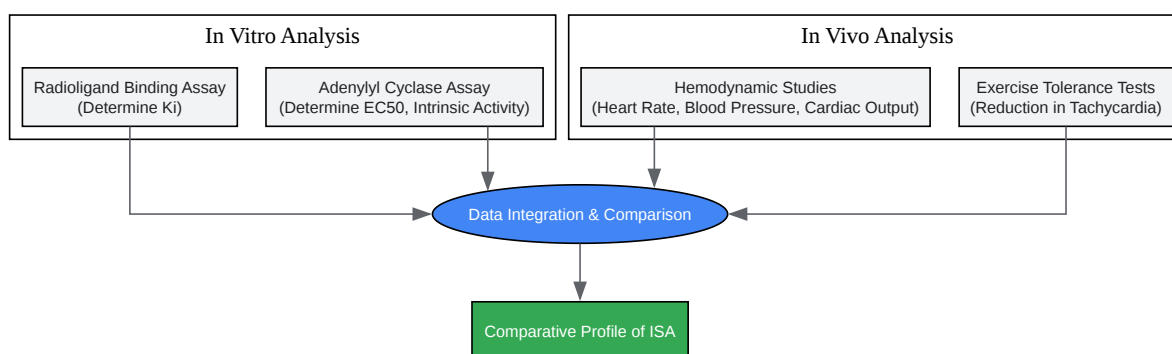 In Vitro Analysis
Radioligand Binding Assay
(Determine Ki)
Adenylyl Cyclase Assay
(Determine EC50, Intrinsic Activity)
In Vivo Analysis
Hemodynamic Studies
(Heart Rate, Blood Pressure, Cardiac Output)
Exercise Tolerance Tests
(Reduction in Tachycardia)
Data Integration & Comparison
Comparative Profile of ISA